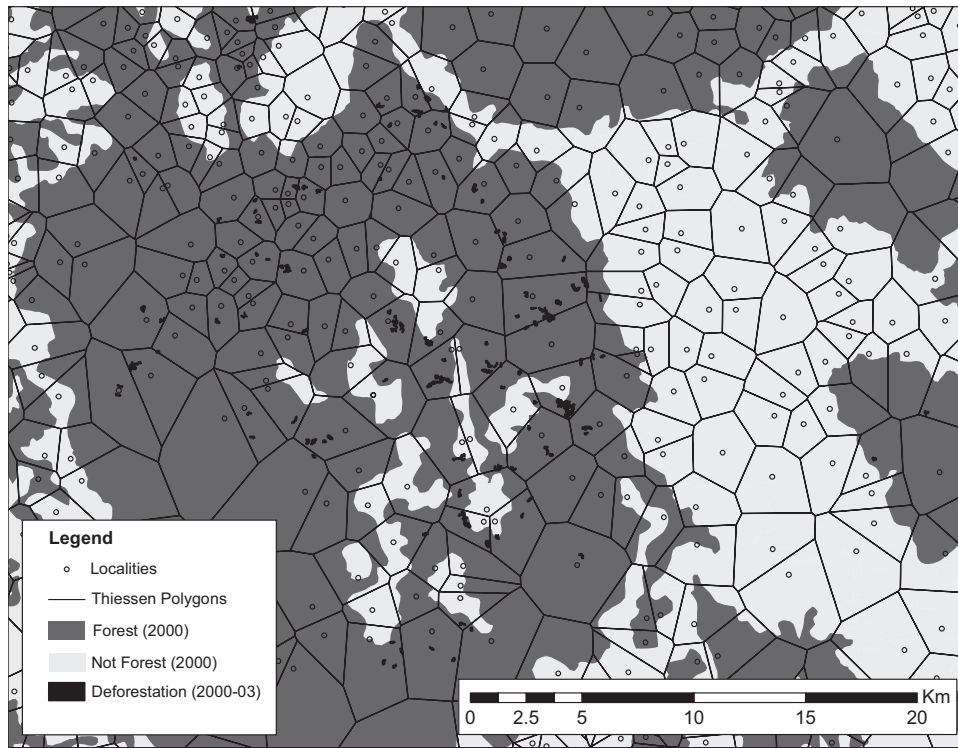 Legend
Localities
Thiessen Polygons
Forest (2000)
Not Forest (2000)
Deforestation (2000-03)
Km
0 2.5 5 10 15 20